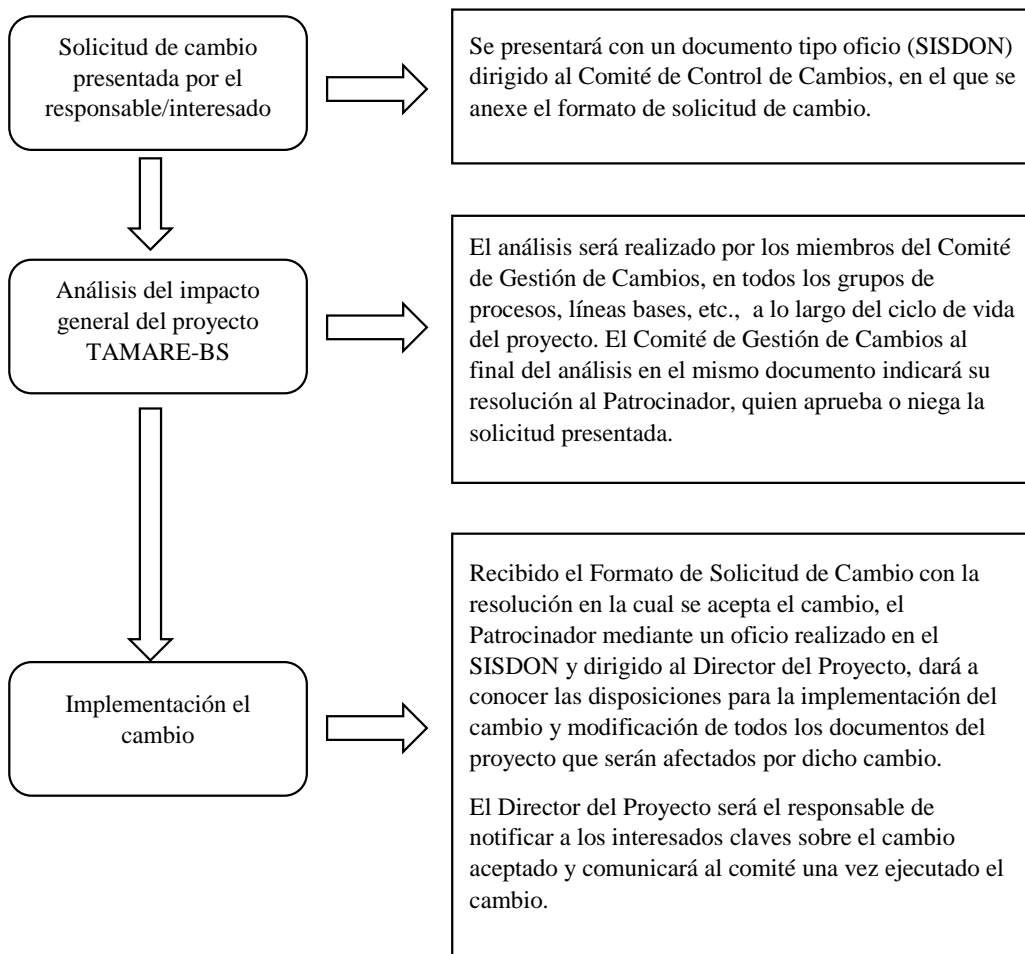 Solicitud de cambio
presentada por el
responsable/interesado
Se presentará con un documento tipo oficio (SISDON)
dirigido al Comité de Control de Cambios, en el que se
anexe el formato de solicitud de cambio.
Análisis del impacto
general del proyecto
TAMARE-BS
El análisis será realizado por los miembros del Comité
de Gestión de Cambios, en todos los grupos de
procesos, líneas bases, etc.,  a lo largo del ciclo de vida
del proyecto. El Comité de Gestión de Cambios al
final del análisis en el mismo documento indicará su
resolución al Patrocinador, quien aprueba o niega la
solicitud presentada.
Implementación el
cambio
Recibido el Formato de Solicitud de Cambio con la
resolución en la cual se acepta el cambio, el
Patrocinador mediante un oficio realizado en el
SISDON y dirigido al Director del Proyecto, dará a
conocer las disposiciones para la implementación del
cambio y modificación de todos los documentos del
proyecto que serán afectados por dicho cambio.
El Director del Proyecto será el responsable de
notificar a los interesados claves sobre el cambio
aceptado y comunicará al comité una vez ejecutado el
cambio.